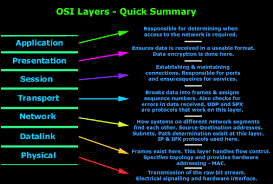 OSI Layers - Quick Summary
Application
Responsible for determining when
access to the network is required.
Presentation
Ensures data is received in a useable format.
Data encryption is done here.
Session
Establishing & maintaining
connections. Responsible for ports
and ensures for services.
Transport
Breaks data into frames & assigns
sequence numbers. Also checks for
errors in data received. UDP and SPX
are protocols that work on this layer.
Network
How systems on different network segments
find each other. Source-Destination addresses.
Subnets, Path determination exist at this layer.
IP & IPX protocols used here.
Datalink
Frames exist here. This layer handles flow control.
Specifies topology and provides hardware
addressing - MAC.
Physical
Transmission of the raw bit stream.
Electrical signalling and hardware interface.